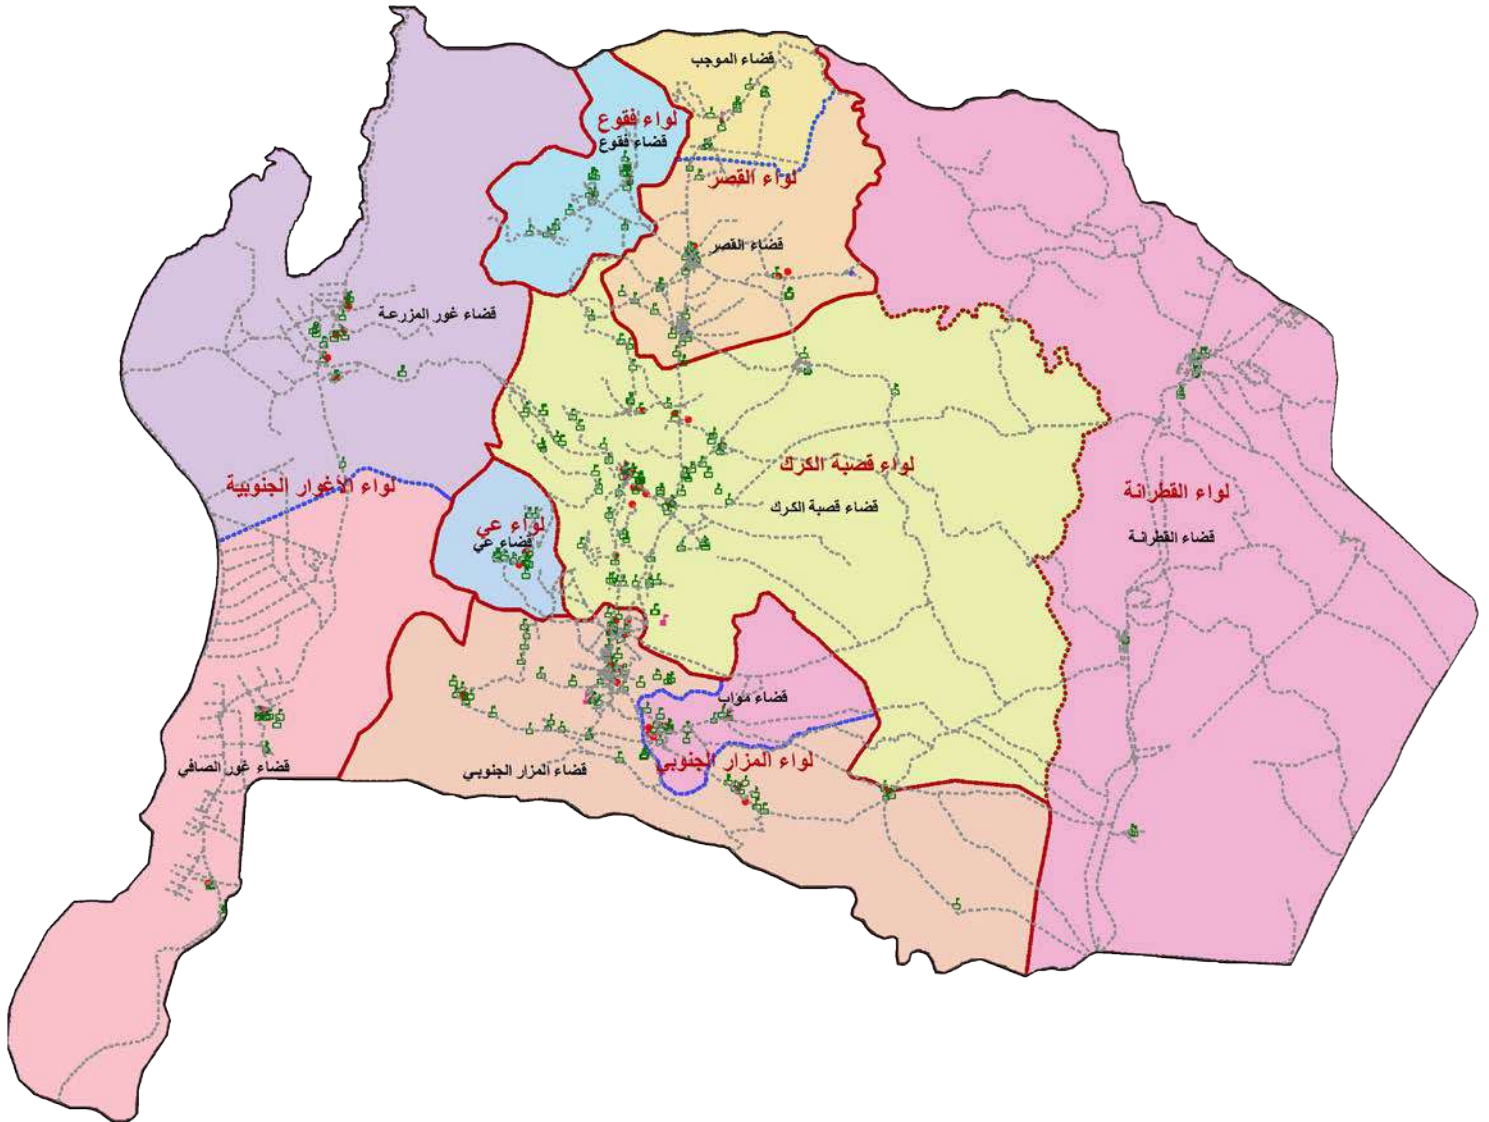 قضاء الموجب
لواء فقوع
قضاء فقوع
لواء القصر
قضاء القصر
قضاء غور المزرعة
لواء قصبة الكرك
قضاء قصبة الكرك
لواء الأغوار الجنوبية
لواء القطرانة
قضاء القطرانة
لواء عي
قضاء عي
قضاء مواب
لواء المزار الجنوبي
قضاء المزار الجنوبي
قضاء غور الصافي